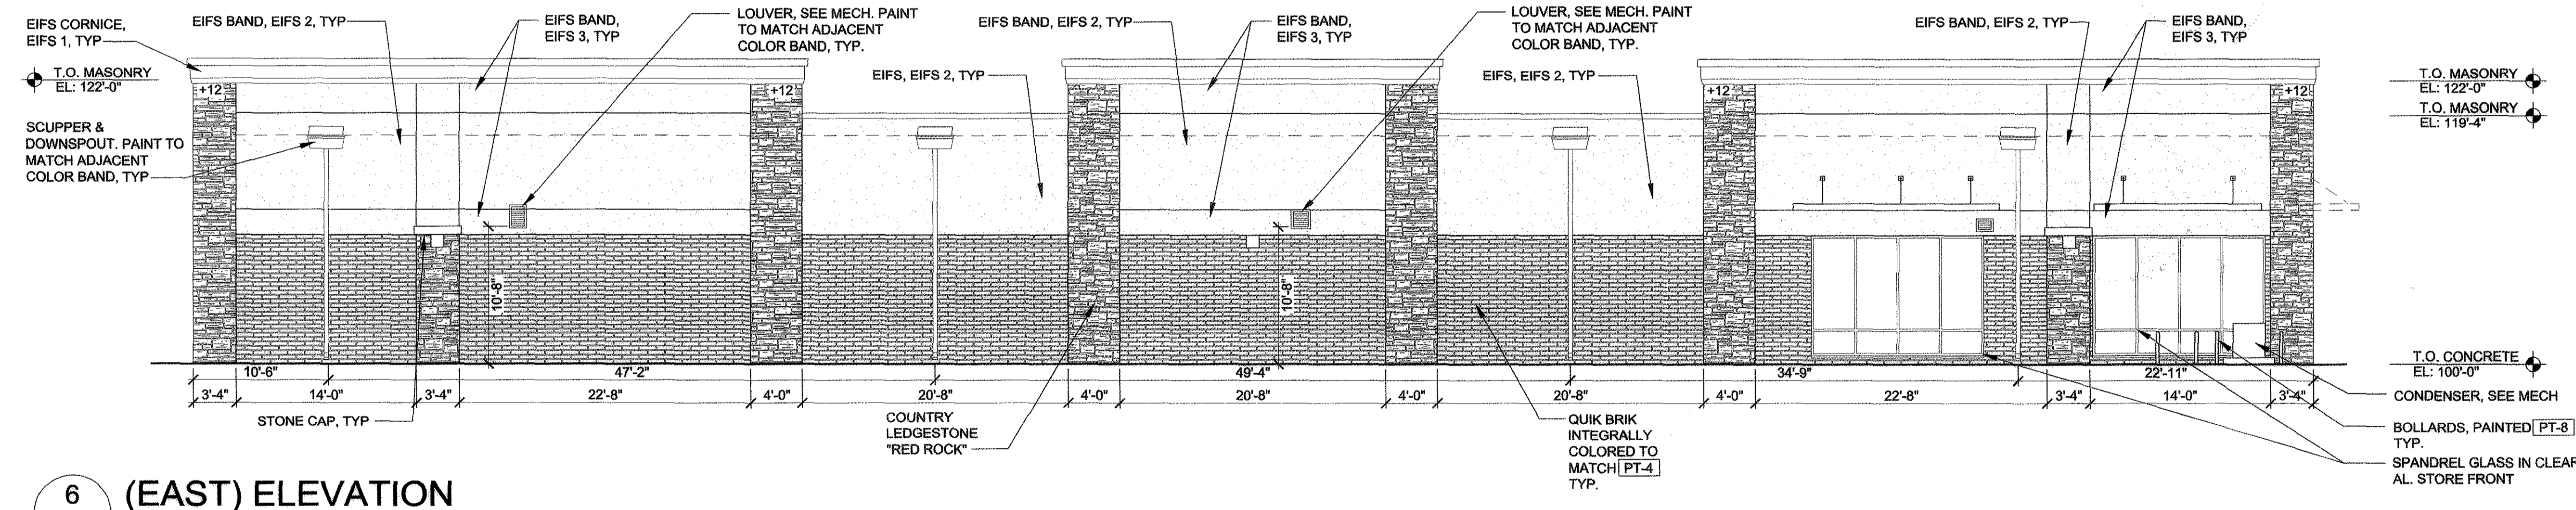 EIFS CORNICE,
EIFS 1, TYP
EIFS BAND, EIFS 2, TYP
EIFS BAND,
EIFS 3, TYP
LOUVER, SEE MECH. PAINT
TO MATCH ADJACENT
COLOR BAND, TYP.
EIFS BAND, EIFS 2, TYP
EIFS BAND,
EIFS 3, TYP
LOUVER, SEE MECH. PAINT
TO MATCH ADJACENT
COLOR BAND, TYP.
EIFS BAND, EIFS 2, TYP
EIFS BAND,
EIFS 3, TYP
T.O. MASONRY
EL: 122'-0"
EIFS, EIFS 2, TYP
EIFS, EIFS 2, TYP
T.O. MASONRY
EL: 122'-0"
T.O. MASONRY
EL: 119'-4"
+12
+12
+12
+12
SCUPPER &
DOWNSPOUT. PAINT TO
MATCH ADJACENT
COLOR BAND, TYP
10'-8"
10'-8"
T.O. CONCRETE
EL: 100'-0"
10'-6"
47'-2"
49'-4"
34'-9"
22'-11"
3'-4"
14'-0"
3'-4"
22'-8"
4'-0"
20'-8"
4'-0"
20'-8"
4'-0"
20'-8"
4'-0"
22'-8"
3'-4"
14'-0"
3'-4"
STONE CAP, TYP
COUNTRY
LEDGESTONE
"RED ROCK"
QUIK BRIK
INTEGRALLY
COLORED TO
MATCH PT-4
TYP.
CONDENSER, SEE MECH
BOLLARDS, PAINTED PT-8
TYP.
SPANDREL GLASS IN CLEAR
AL. STORE FRONT
6
(EAST) ELEVATION